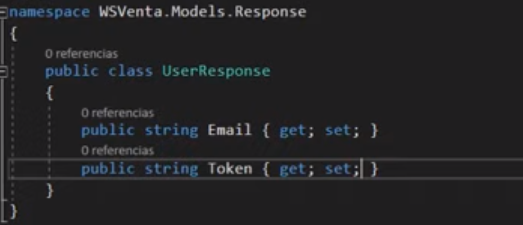 namespace WSVenta.Models.Response
{
0 referencias
public class UserResponse
{
0 referencias
public string Email { get; set; }
0 referencias
public string Token { get; set; }
}
}